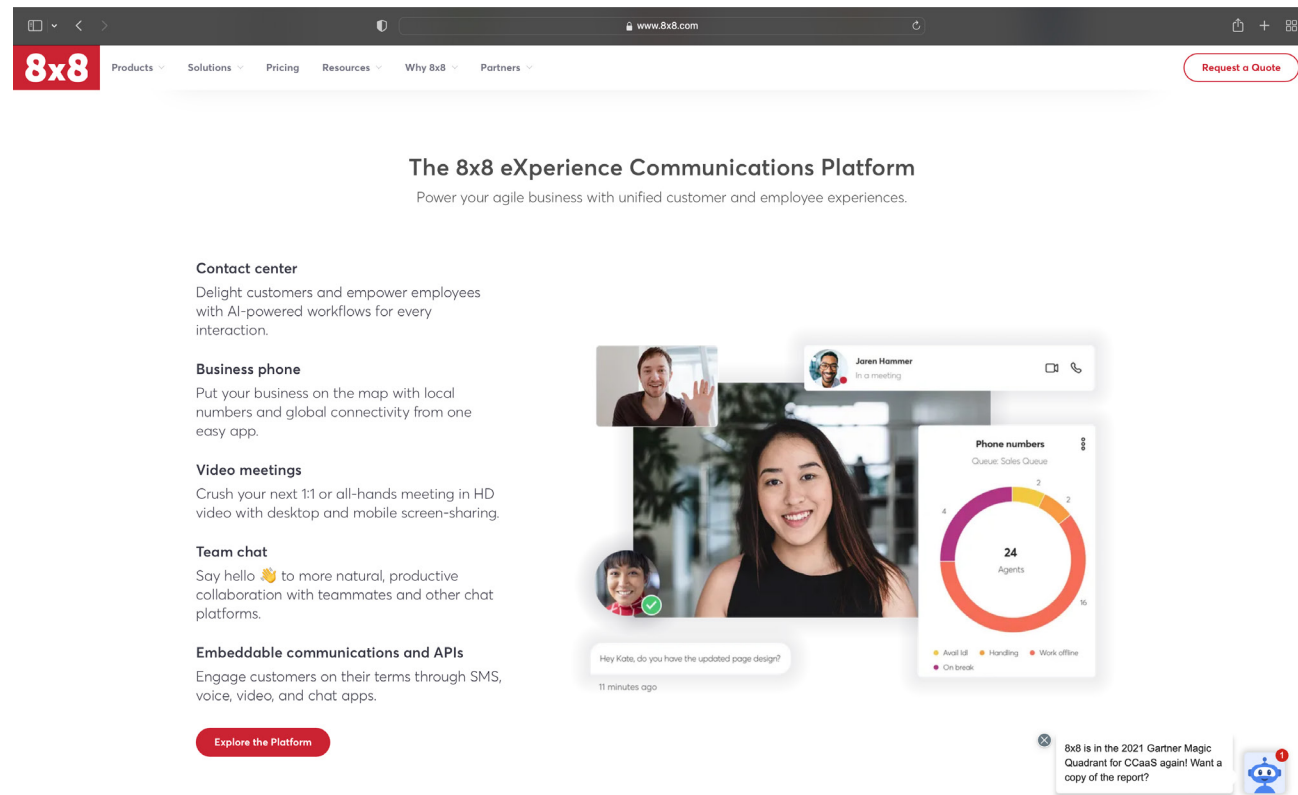 www.8x8.com
8x8
Products
Solutions
Pricing
Resources
Why 8x8
Partners
Request a Quote
The 8x8 eXperience Communications Platform
Power your agile business with unified customer and employee experiences.
Contact center
Delight customers and empower employees
with AI-powered workflows for every
interaction.
Business phone
Put your business on the map with local
numbers and global connectivity from one
easy app.
Video meetings
Crush your next 1:1 or all-hands meeting in HD
video with desktop and mobile screen-sharing.
Team chat
Say hello 👋 to more natural, productive
collaboration with teammates and other chat
platforms.
Embeddable communications and APIs
Engage customers on their terms through SMS,
voice, video, and chat apps.
Explore the Platform
Jaren Hammer
In a meeting
Phone numbers
Queue: Sales Queue
2
2
4
24
Agents
16
Avail Idl
Handling
Work offline
On break
Hey Kate, do you have the updated page design?
11 minutes ago
8x8 is in the 2021 Gartner Magic
Quadrant for CCaaS again! Want a
copy of the report?
1